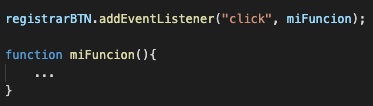 registrarBTN.addEventListener("click", miFuncion);
function miFuncion(){
...
}